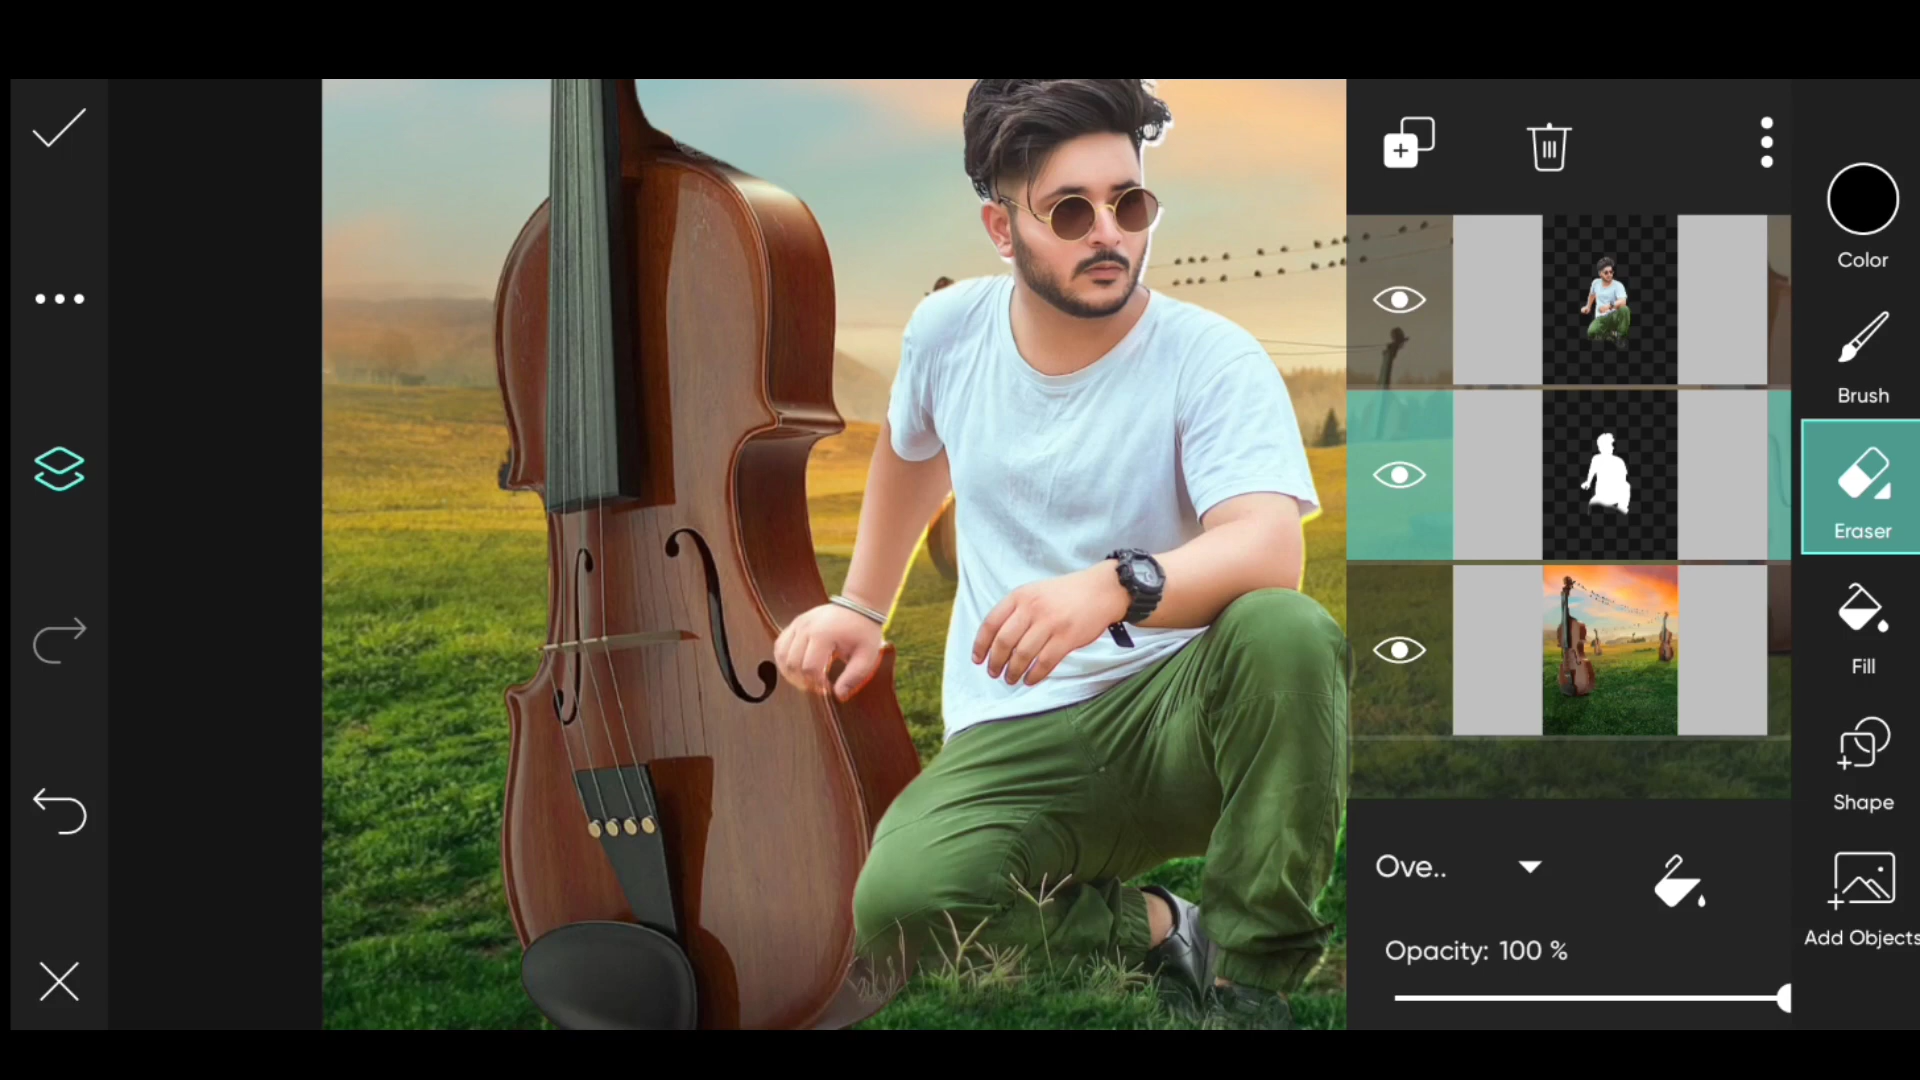 Color
Brush
Eraser
Fill
Shape
Add Objects
Ove..
Opacity: 100 %